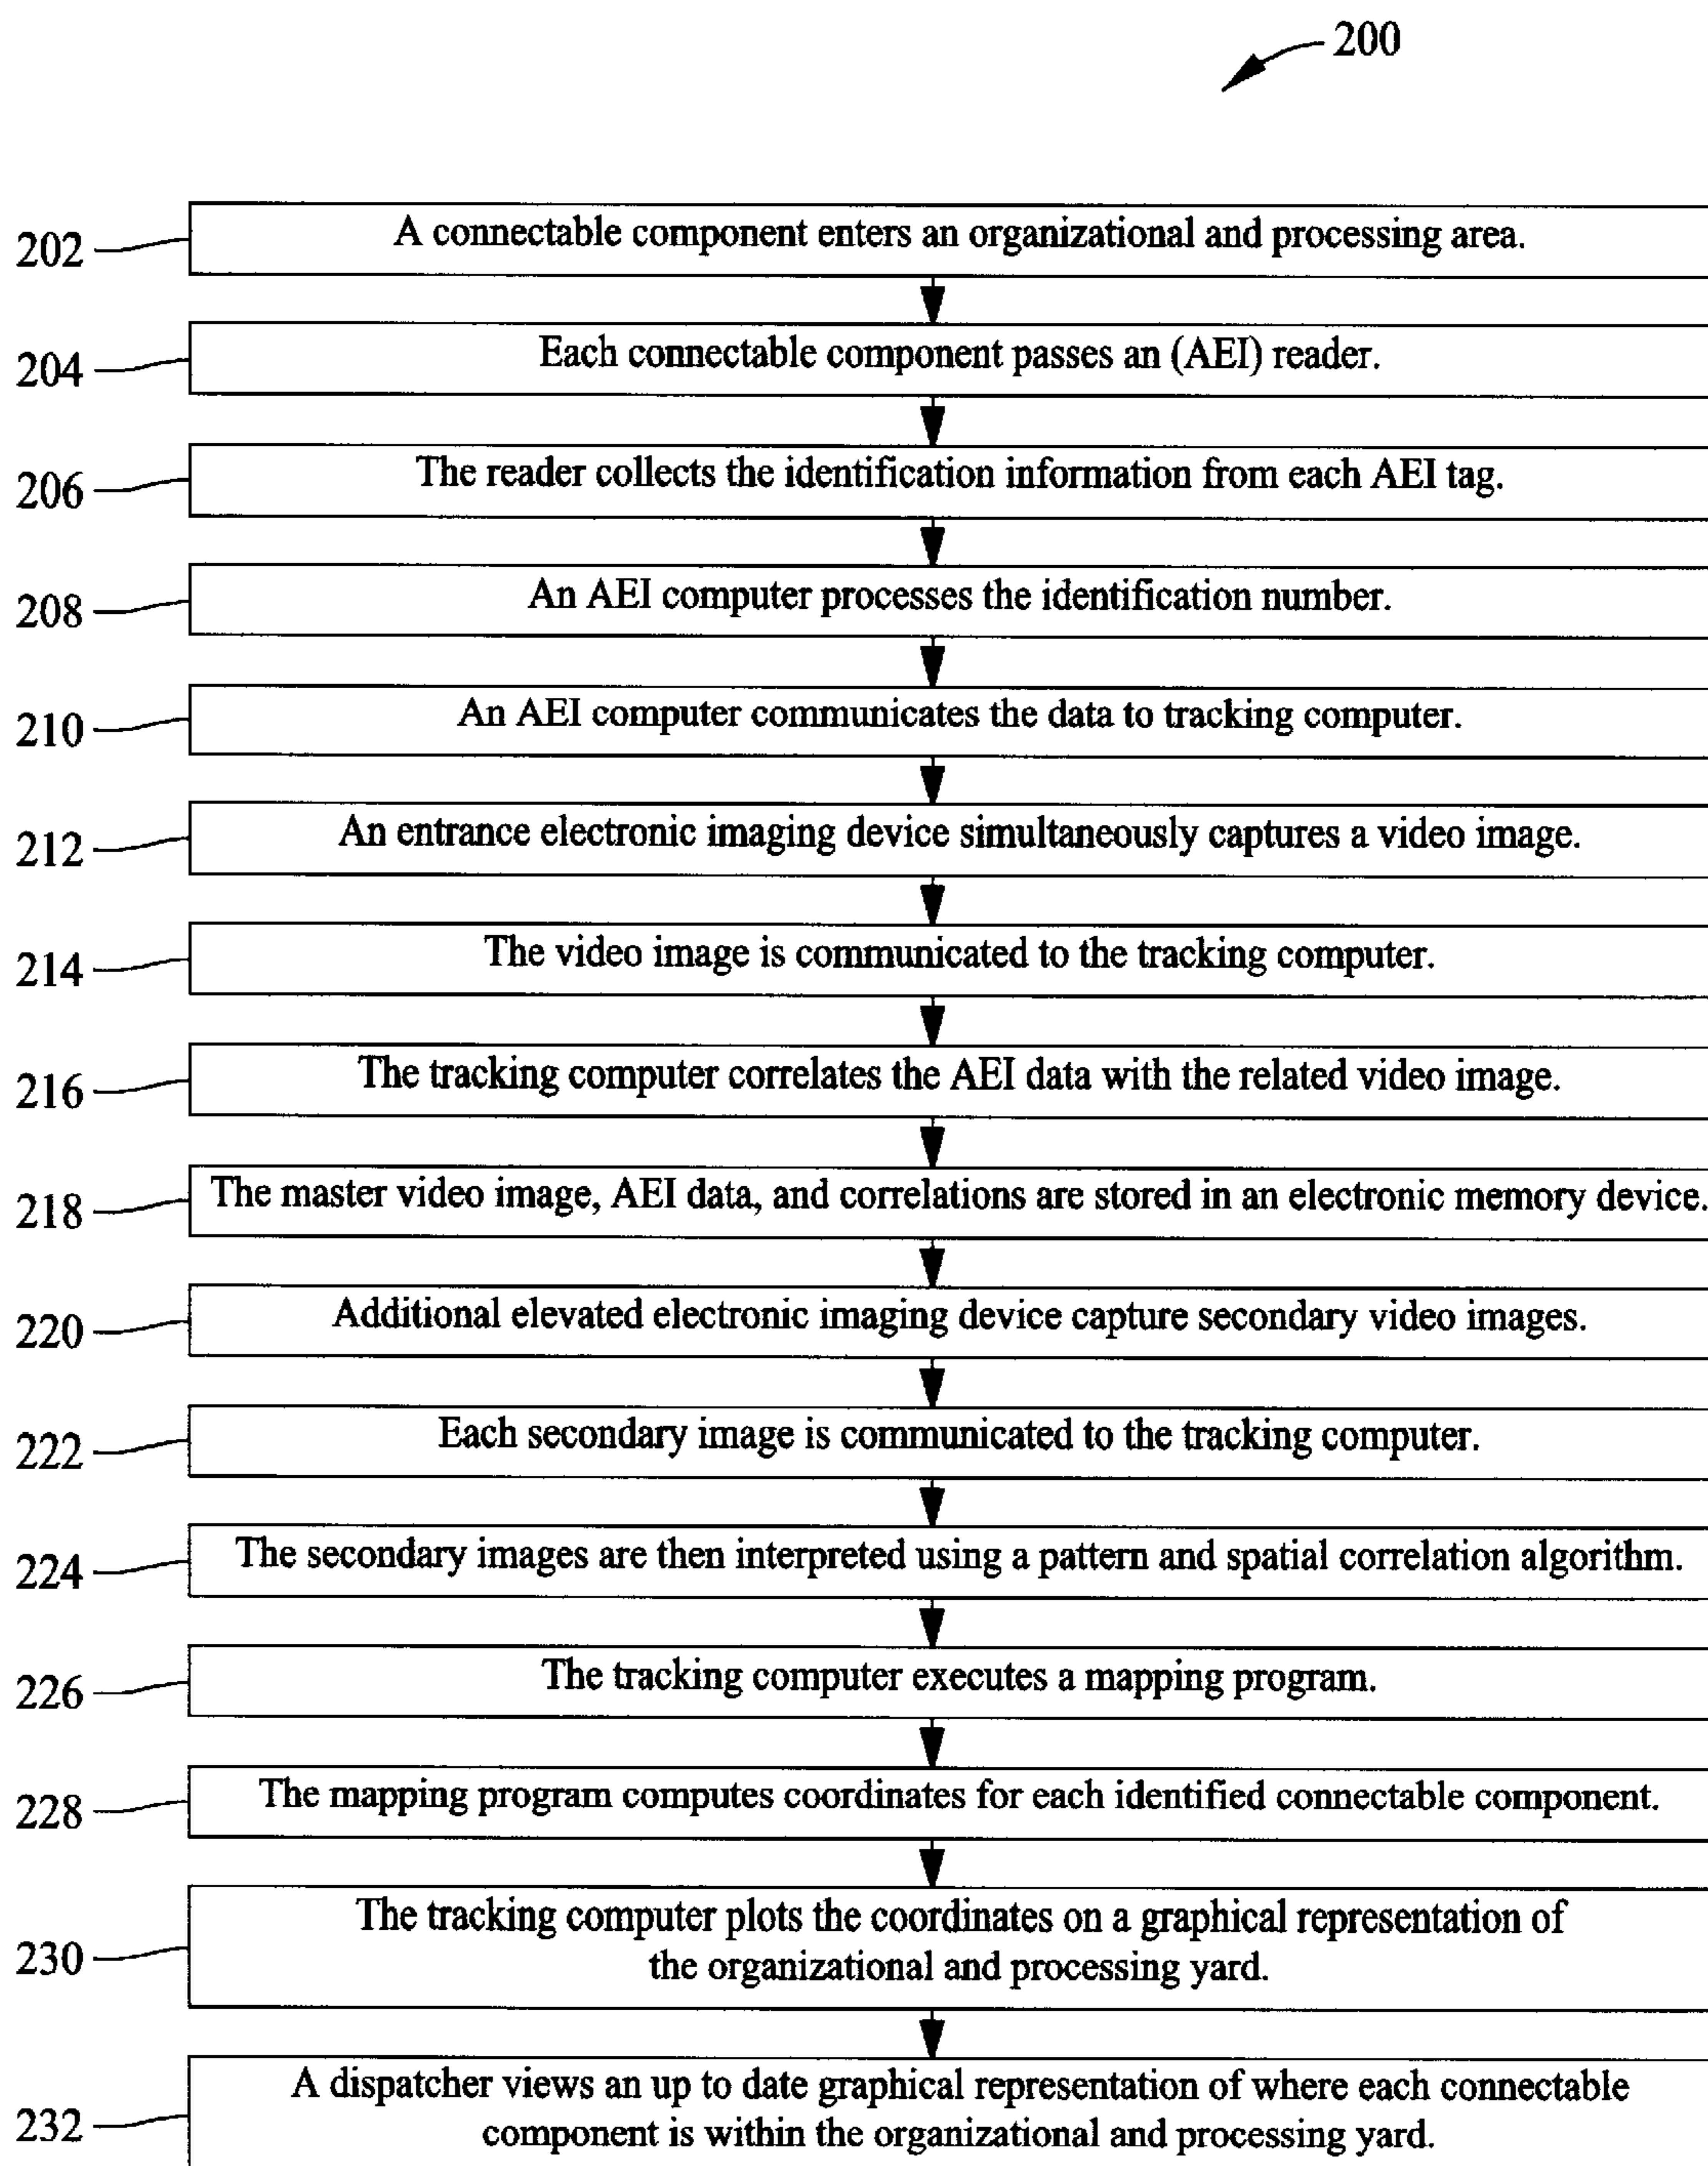 200
202 A connectable component enters an organizational and processing area.
204 Each connectable component passes an (AEI) reader.
206 The reader collects the identification information from each AEI tag.
208 An AEI computer processes the identification number.
210 An AEI computer communicates the data to tracking computer.
212 An entrance electronic imaging device simultaneously captures a video image.
214 The video image is communicated to the tracking computer.
216 The tracking computer correlates the AEI data with the related video image.
218 The master video image, AEI data, and correlations are stored in an electronic memory device.
220 Additional elevated electronic imaging device capture secondary video images.
222 Each secondary image is communicated to the tracking computer.
224 The secondary images are then interpreted using a pattern and spatial correlation algorithm.
226 The tracking computer executes a mapping program.
228 The mapping program computes coordinates for each identified connectable component.
230 The tracking computer plots the coordinates on a graphical representation of
the organizational and processing yard.
232 A dispatcher views an up to date graphical representation of where each connectable
component is within the organizational and processing yard.